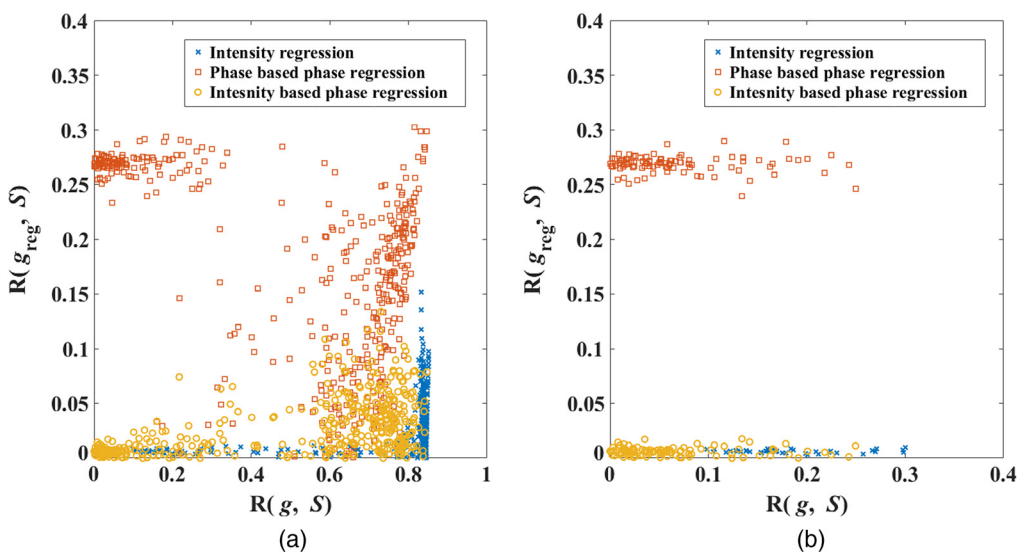 0.4
0.35
0.3
0.25
0.2
0.15
0.1
0.05
0
0 0.2 0.4 0.6 0.8 1
R( g, S)
R( g_reg, S)
Intensity regression
Phase based phase regression
Intesnity based phase regression
(a)
0.4
0.35
0.3
0.25
0.2
0.15
0.1
0.05
0
0 0.1 0.2 0.3 0.4
R( g, S)
R( g_reg, S)
Intensity regression
Phase based phase regression
Intesnity based phase regression
(b)